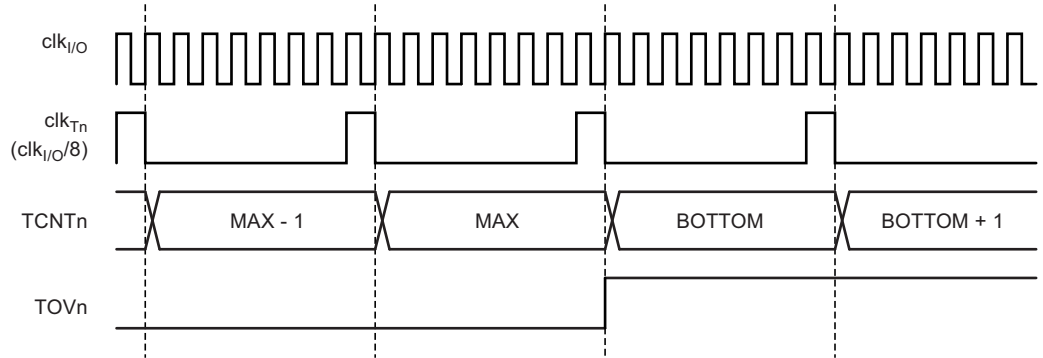 clkI/O
clkTn
(clkI/O/8)
TCNTn MAX - 1 MAX BOTTOM BOTTOM + 1
TOVn